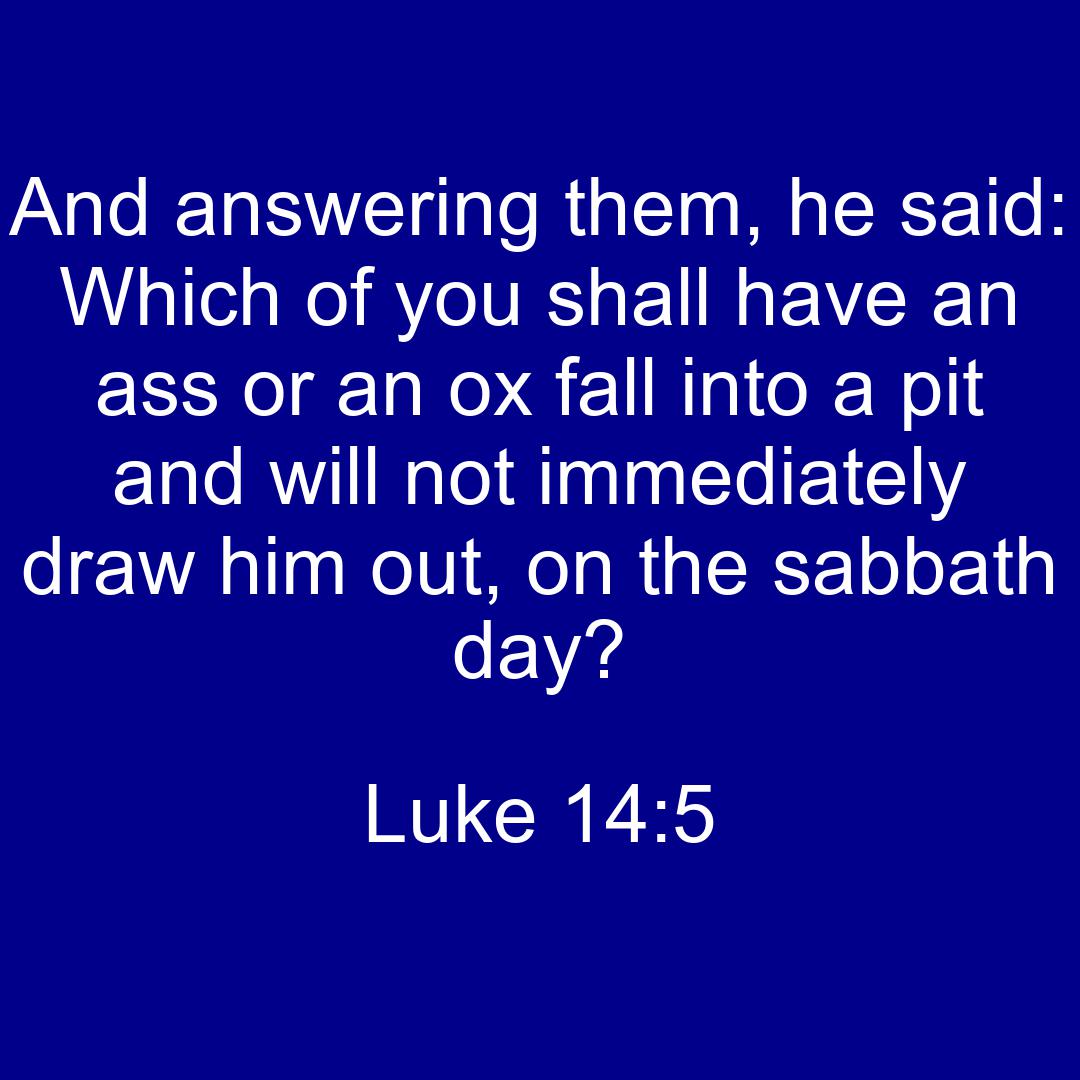 And answering them, he said:
Which of you shall have an
ass or an ox fall into a pit
and will not immediately
draw him out, on the sabbath
day?
Luke 14:5